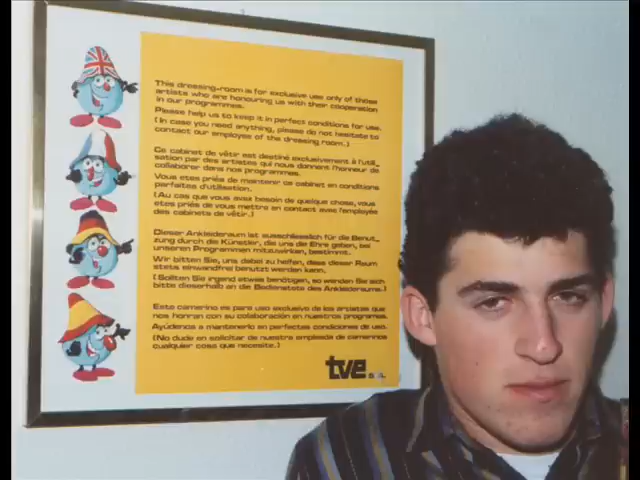 This dressing-room is for exclusive use only of those
artists who are honouring us with their cooperation
in our programmes.
Please help us to keep it in perfect conditions for use.
(In case you need anything, please do not hesitate to
contact our employee of the dressing room.)
Ce cabinet de vêtir est destiné exclusivement à l'utili_
sation par des artistes qui nous donnent l'honneur de
collaborer dans nos programmes.
Vous etes priés de mantenir ce cabinet en conditions
parfaites d'utilisation.
(Au cas que vous avez besoin de quelque chose, vous
etes priés de vous mettre en contact avec l'employée
des cabinets de vêtir.)
Dieser Ankleideraum ist ausschliesslich für die Benut_
zung durch die Künstler, die uns die Ehre geben, bei
unseren Programmen mitzuwirken, bestimmt.
Wir bitten Sie, uns dabei zu helfen, dass dieser Raum
stets einwandfrei benutzt werden kann.
(Sollten Sie irgend etwas benötigen, so wenden Sie sich
bitte dieserhalb an die Bedienstete des Ankleideraums.)
Este camerino es para uso exclusivo de los artistas que
nos honran con su colaboración en nuestros programas.
Ayúdenos a mantenerlo en perfectas condiciones de uso.
(No dude en solicitar de nuestra empleada de camerinos
cualquier cosa que necesite.)
tve